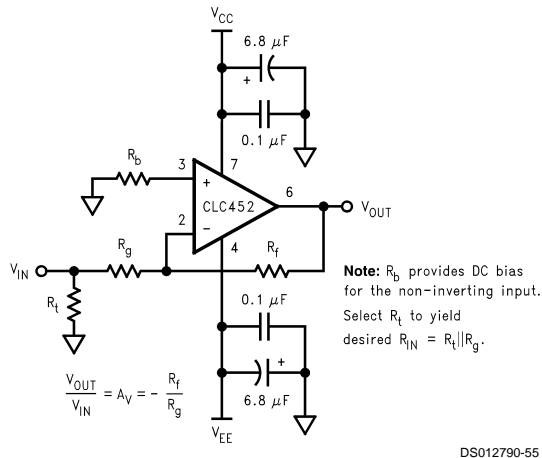 V_CC
6.8 μF
+
0.1 μF
R_b
3
7
+
CLC452
6
V_OUT
2
−
4
R_g
R_f
V_IN
R_t
Note: R_b provides DC bias
for the non-inverting input.
Select R_t to yield
desired R_IN = R_t||R_g.
0.1 μF
+
6.8 μF
V_OUT/V_IN = A_V = − R_f/R_g
V_EE
DS012790-55